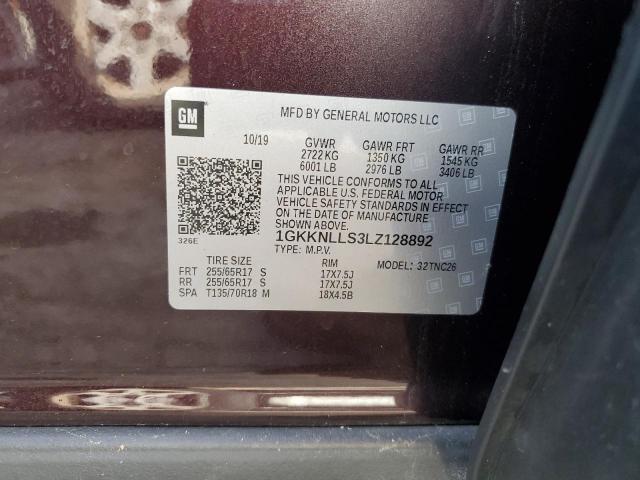 GM
MFD BY GENERAL MOTORS LLC
10/19 GVWR GAWR FRT GAWR RR
2722 KG 1350 KG 1545 KG
6001 LB 2976 LB 3406 LB
THIS VEHICLE CONFORMS TO ALL
APPLICABLE U.S. FEDERAL MOTOR
VEHICLE SAFETY STANDARDS IN
EFFECT ON THE DATE OF
MANUFACTURE SHOWN ABOVE.
326E
1GKKNLLS3LZ128892
TYPE: M.P.V. MODEL: 32TNC26
TIRE SIZE RIM
FRT 255/65R17 S 17X7.5J
RR 255/65R17 S 17X7.5J
SPA T135/70R18 M 18X4.5B